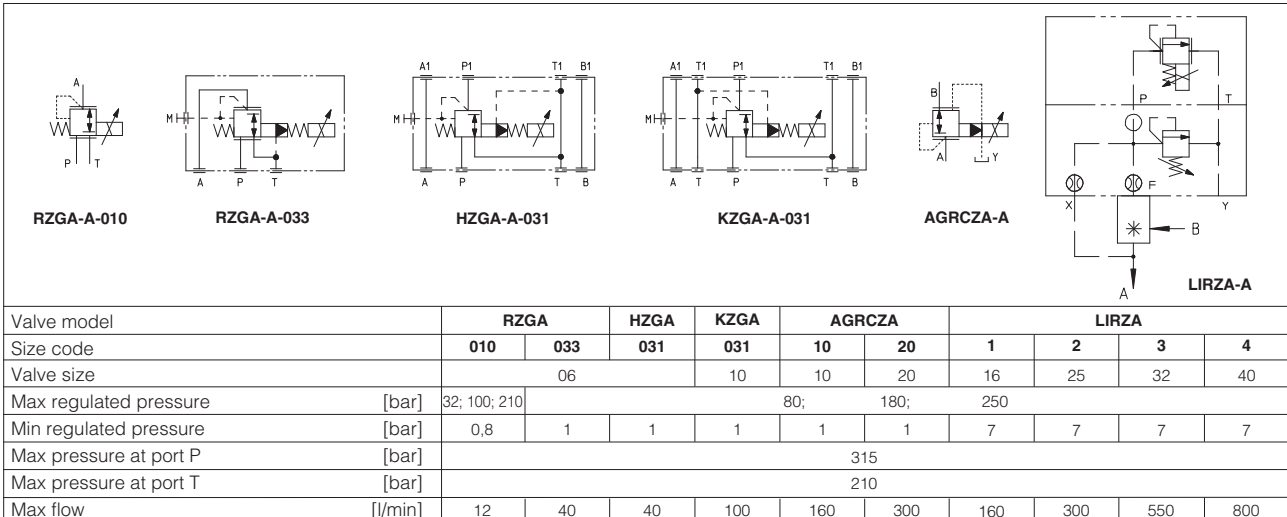 A1 P1 T1 B1
A1 T1 P1 T1 B1
A
P T
M
A P T
M
A P T B
M
A T P T B
B
A Y
P T
X F Y
B
A
RZGA-A-010 RZGA-A-033 HZGA-A-031 KZGA-A-031 AGRCZA-A
LIRZA-A
Valve model RZGA HZGA KZGA AGRCZA LIRZA
Size code 010 033 031 031 10 20 1 2 3 4
Valve size 06 10 10 20 16 25 32 40
Max regulated pressure [bar] 32; 100; 210 80; 180; 250
Min regulated pressure [bar] 0,8 1 1 1 1 1 7 7 7 7
Max pressure at port P [bar] 315
Max pressure at port T [bar] 210
Max flow [l/min] 12 40 40 100 160 300 160 300 550 800